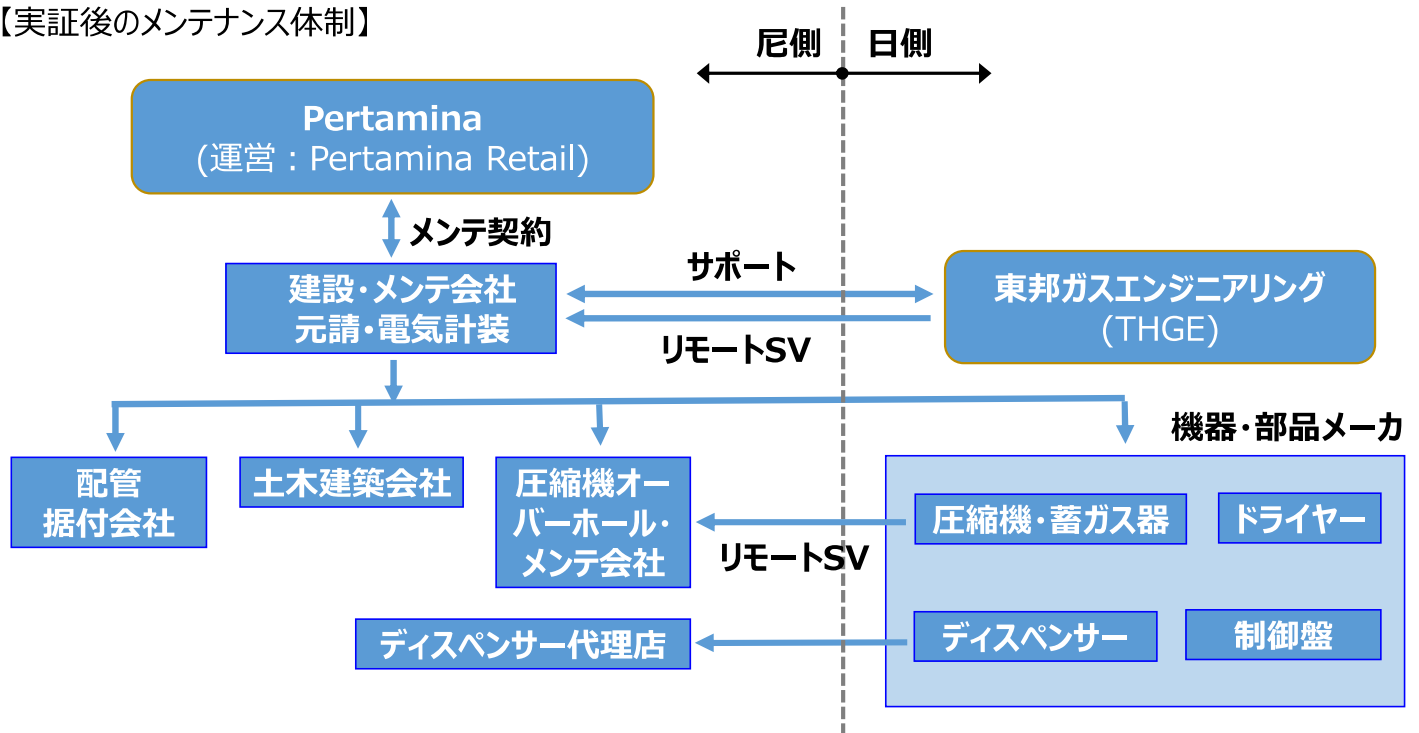 【実証後のメンテナンス体制】
尼側
日側
Pertamina
(運営：Pertamina Retail)
メンテ契約
建設・メンテ会社
元請・電気計装
サポート
リモートSV
東邦ガスエンジニアリング
(THGE)
機器・部品メーカ
配管
据付会社
土木建築会社
圧縮機オー
バーホール・
メンテ会社
リモートSV
圧縮機・蓄ガス器
ドライヤー
ディスペンサー代理店
ディスペンサー
制御盤